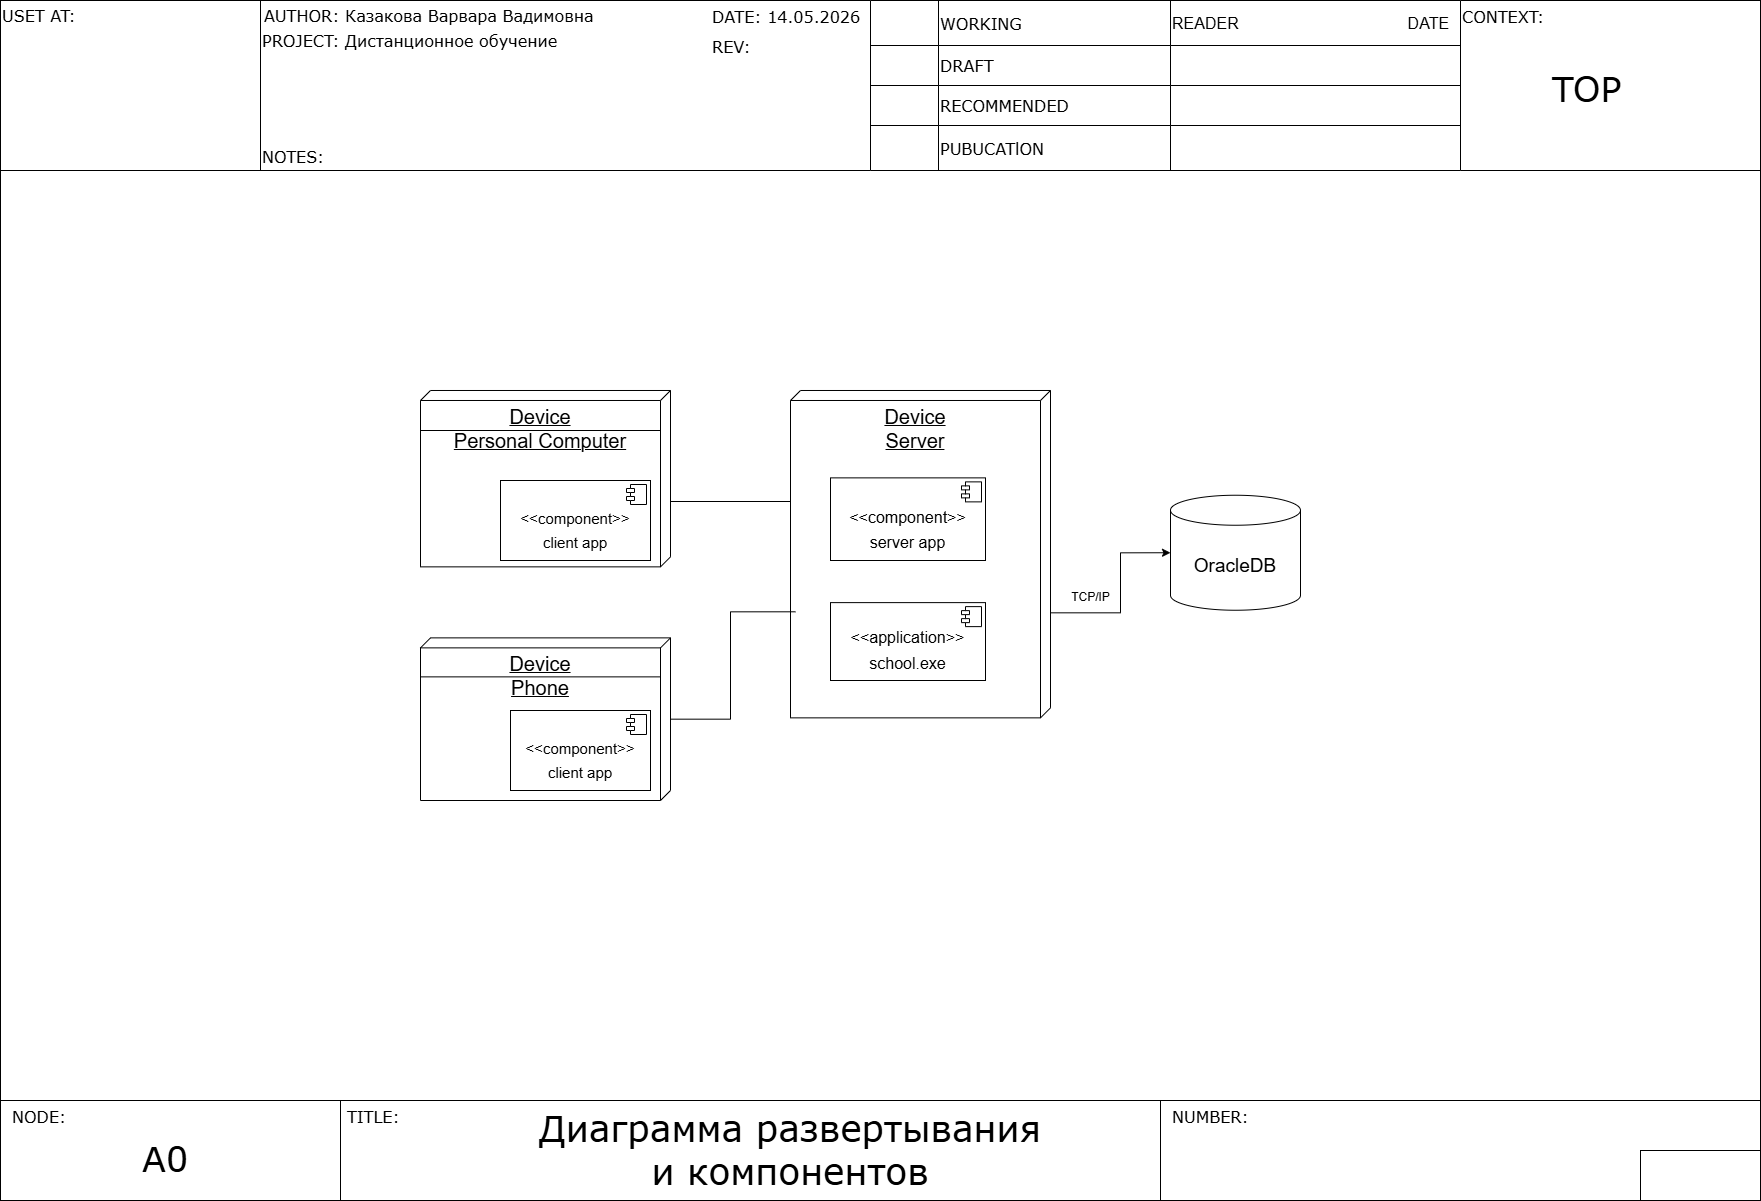 USET AT:
AUTHOR: Казакова Варвара Вадимовна
PROJECT: Дистанционное обучение
NOTES:
DATE: 14.05.2026
REV:
WORKING
DRAFT
RECOMMENDED
PUBUCATlON
READER
DATE
CONTEXT:
TOP
Device
Personal Computer
<<component>>
client app
Device
Phone
<<component>>
client app
Device
Server
<<component>>
server app
<<application>>
school.exe
TCP/IP
OracleDB
NODE:
A0
TITLE:
Диаграмма развертывания
и компонентов
NUMBER: